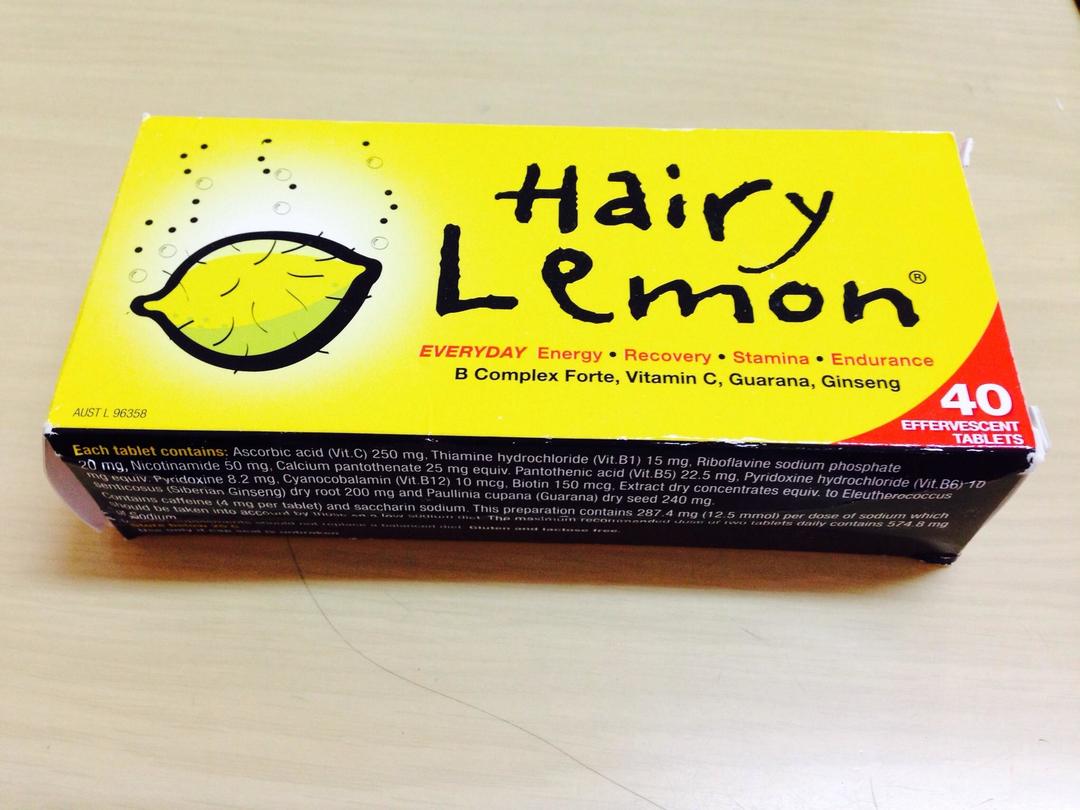 Hairy
Lemon®
EVERYDAY Energy • Recovery • Stamina • Endurance
B Complex Forte, Vitamin C, Guarana, Ginseng
AUST L 96358
40
EFFERVESCENT
TABLETS
Each tablet contains: Ascorbic acid (Vit.C) 250 mg, Thiamine hydrochloride (Vit.B1) 15 mg, Riboflavine sodium phosphate
20 mg, Nicotinamide 50 mg, Calcium pantothenate 25 mg equiv. Pantothenic acid (Vit.B5) 22.5 mg, Pyridoxine hydrochloride (Vit.B6) 10
mg equiv. Pyridoxine 8.2 mg, Cyanocobalamin (Vit.B12) 10 mcg, Biotin 150 mcg, Extract dry concentrates equiv. to Eleutherococcus
senticosus (Siberian Ginseng) dry root 200 mg and Paullinia cupana (Guarana) dry seed 240 mg.
Contains caffeine (4 mg per tablet) and saccharin sodium. This preparation contains 287.4 mg (12.5 mmol) per dose of sodium which
should be taken into account by those on a low sodium diet. The maximum recommended dose of two tablets daily contains 574.8 mg
sodium
should not replace a balanced diet. Gluten and lactose free.